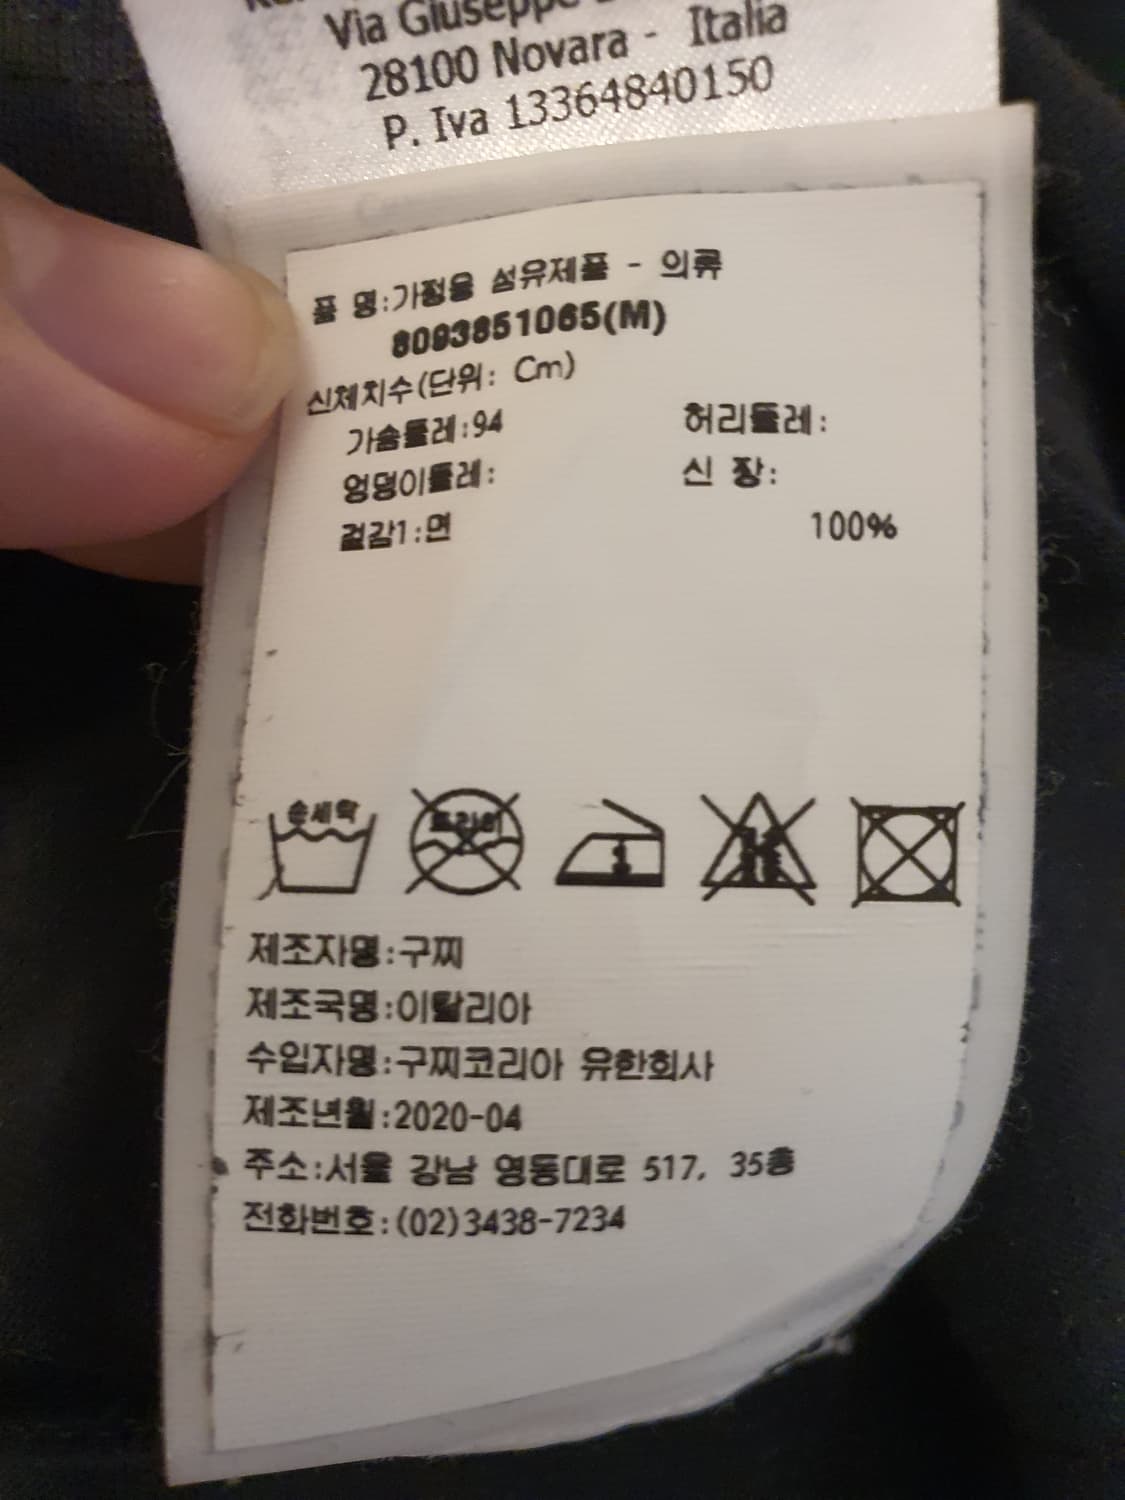 Via Giuseppe
28100 Novara - Italia
P. Iva 13364840150
품 명:가정용 섬유제품 - 의류
8093851065(M)
신체치수(단위: Cm)
가슴둘레:94 허리둘레:
엉덩이둘레: 신 장:
겉감1:면 100%
손세탁 드라이 1
제조자명:구찌
제조국명:이탈리아
수입자명:구찌코리아 유한회사
제조년월:2020-04
주소:서울 강남 영동대로 517, 35층
전화번호:(02)3438-7234